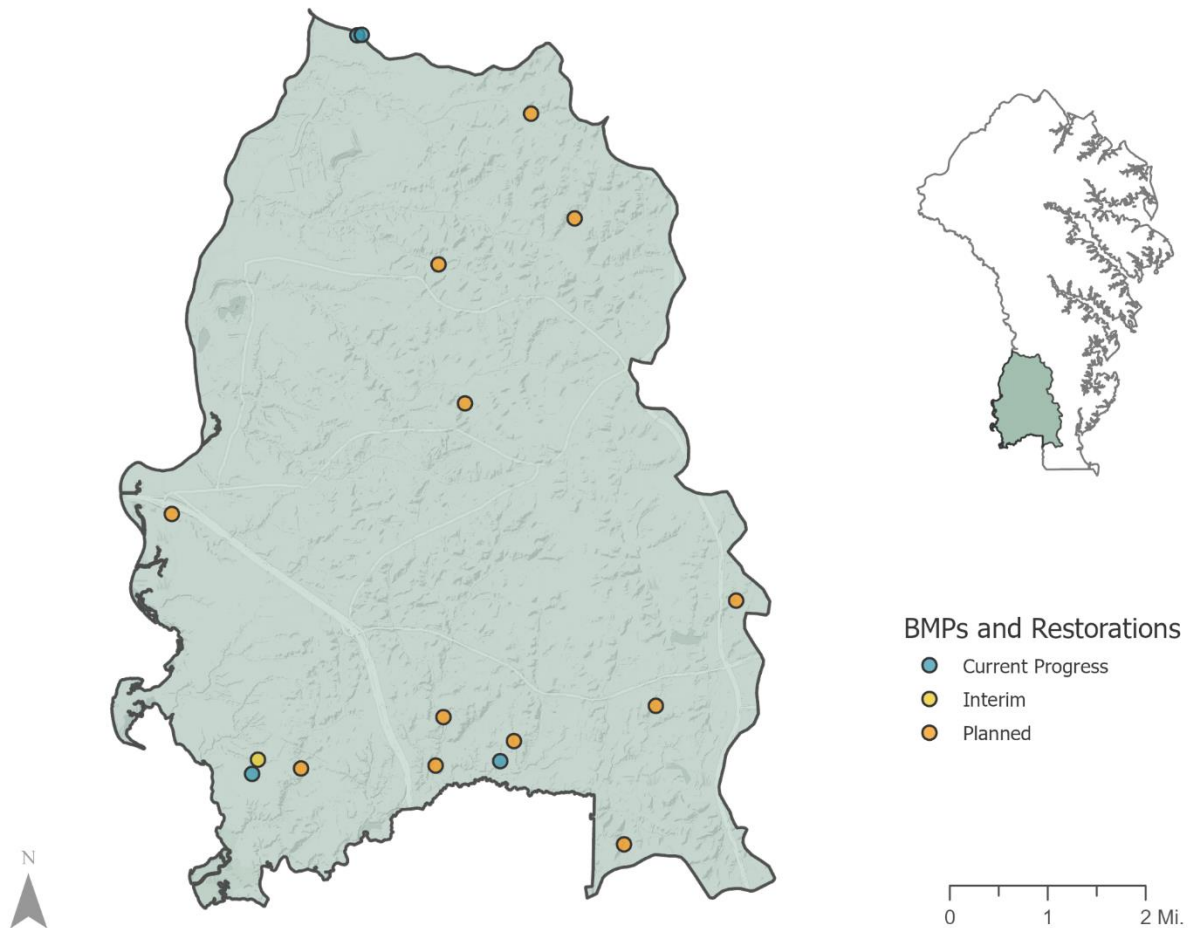 BMPs and Restorations
Current Progress
Interim
Planned
N
0 1 2 Mi.